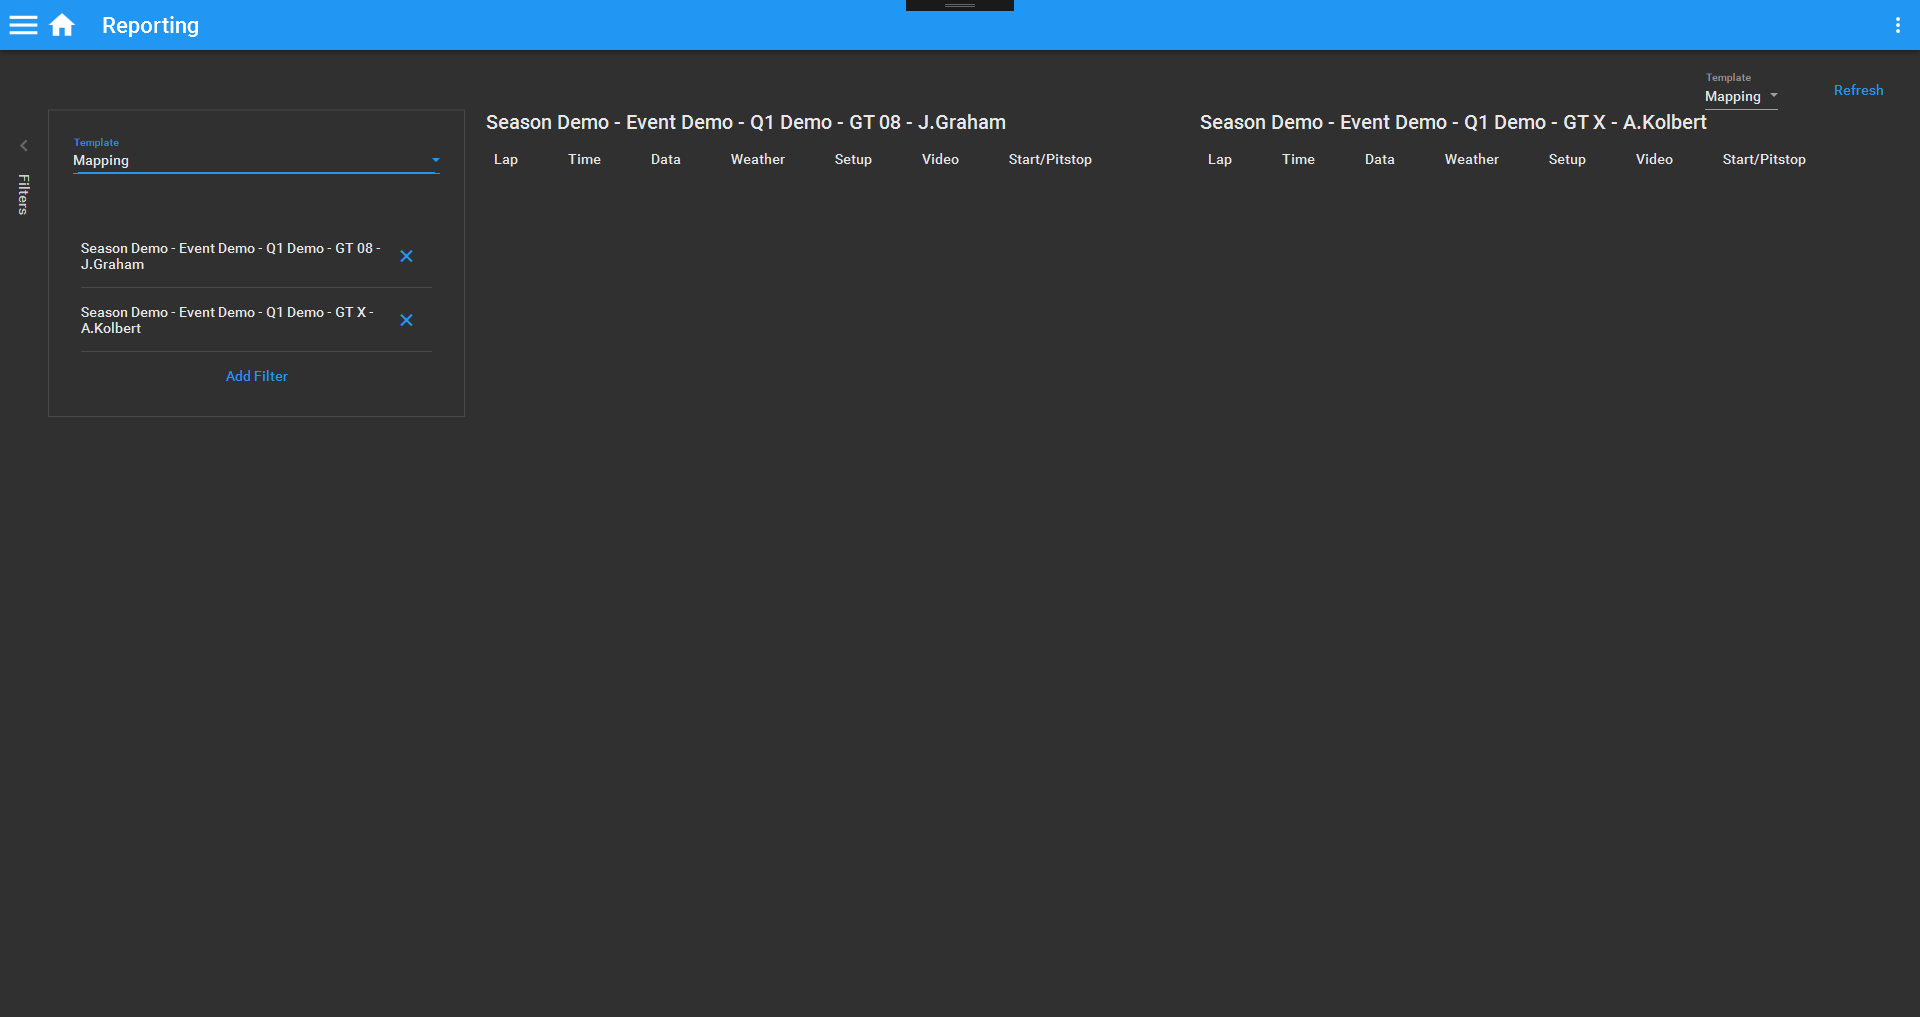 Reporting
Template
Mapping
Refresh
Filters
Template
Mapping
Season Demo - Event Demo - Q1 Demo - GT 08 -
J.Graham
Season Demo - Event Demo - Q1 Demo - GT X -
A.Kolbert
Add Filter
Season Demo - Event Demo - Q1 Demo - GT 08 - J.Graham
Lap Time Data Weather Setup Video Start/Pitstop
Season Demo - Event Demo - Q1 Demo - GT X - A.Kolbert
Lap Time Data Weather Setup Video Start/Pitstop